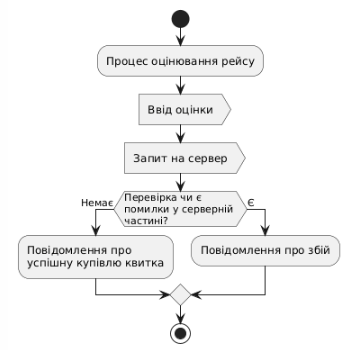 Процес оцінювання рейсу
Ввід оцінки
Запит на сервер
Перевірка чи є
помилки у серверній
частині?
Немає
Є
Повідомлення про
успішну купівлю квитка
Повідомлення про збій